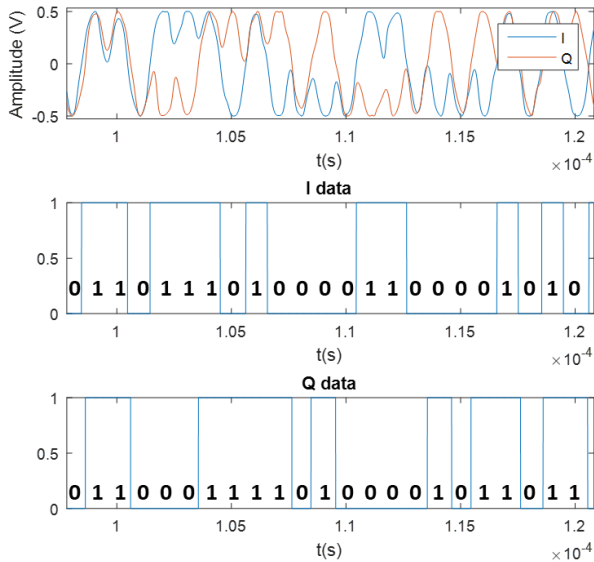 Amplitude (V)
0.5
0
-0.5
I
Q
1 1.05 1.1 1.15 1.2
t(s)
×10-4
I data
1
0.5
0
0 1 1 0 1 1 1 0 1 0 0 0 0 1 1 0 0 0 0 1 0 1 0
1 1.05 1.1 1.15 1.2
t(s)
×10-4
Q data
1
0.5
0
0 1 1 0 0 0 1 1 1 1 0 1 0 0 0 0 1 0 1 1 0 1 1
1 1.05 1.1 1.15 1.2
t(s)
×10-4